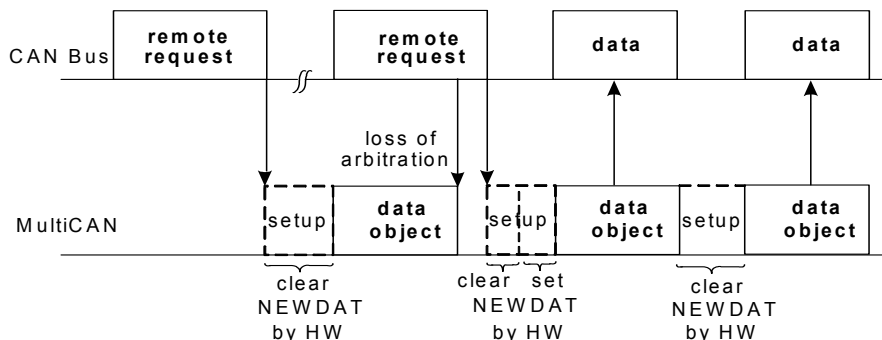 CAN Bus
remote
request
remote
request
data
data
loss of
arbitration
MultiCAN
setup
data
object
setup
data
object
setup
data
object
clear
NEWDAT
by HW
clear set
NEWDAT
by HW
clear
NEWDAT
by HW